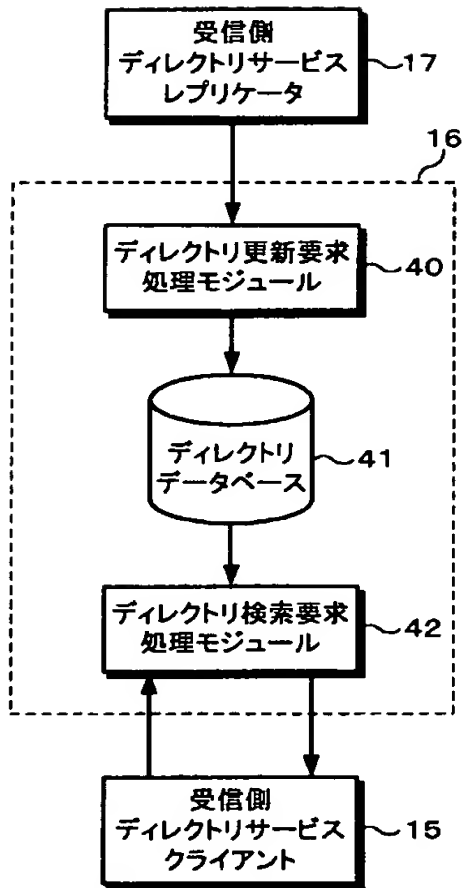 受信側
ディレクトリサービス
レプリケータ
17
16
ディレクトリ更新要求
処理モジュール
40
ディレクトリ
データベース
41
ディレクトリ検索要求
処理モジュール
42
受信側
ディレクトリサービス
クライアント
15